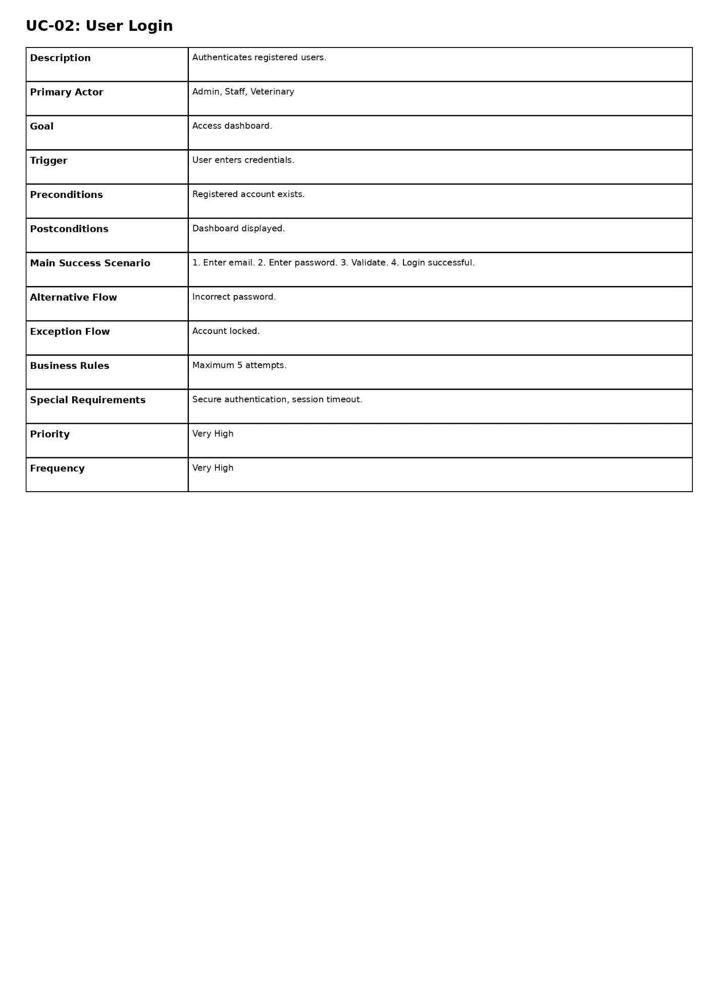 UC-02: User Login
Description
Authenticates registered users.
Primary Actor
Admin, Staff, Veterinary
Goal
Access dashboard.
Trigger
User enters credentials.
Preconditions
Registered account exists.
Postconditions
Dashboard displayed.
Main Success Scenario
1. Enter email. 2. Enter password. 3. Validate. 4. Login successful.
Alternative Flow
Incorrect password.
Exception Flow
Account locked.
Business Rules
Maximum 5 attempts.
Special Requirements
Secure authentication, session timeout.
Priority
Very High
Frequency
Very High